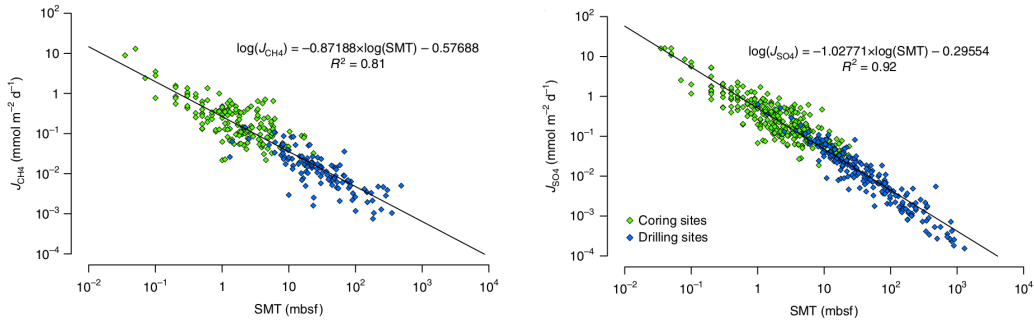 10²
10
1
10⁻¹
10⁻²
10⁻³
10⁻⁴
J_CH4 (mmol m⁻² d⁻¹)
log(J_CH4) = −0.87188×log(SMT) − 0.57688
R² = 0.81
10⁻² 10⁻¹ 1 10 10² 10³ 10⁴
SMT (mbsf)
10²
10
1
10⁻¹
10⁻²
10⁻³
10⁻⁴
J_SO4 (mmol m⁻² d⁻¹)
log(J_SO4) = −1.02771×log(SMT) − 0.29554
R² = 0.92
Coring sites
Drilling sites
10⁻² 10⁻¹ 1 10 10² 10³ 10⁴
SMT (mbsf)